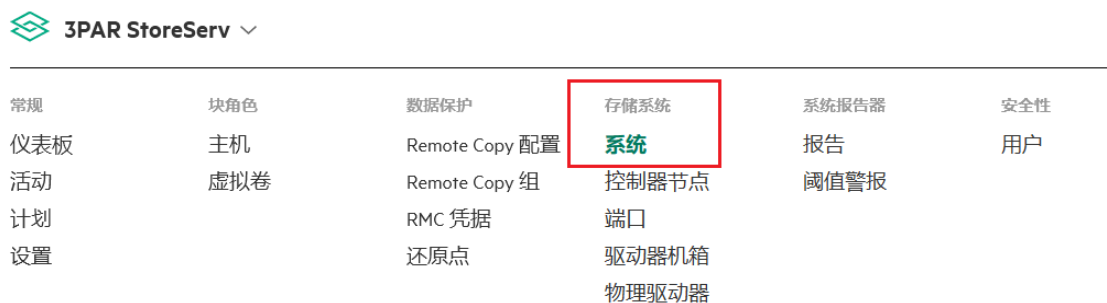 3PAR StoreServ
常规 块角色 数据保护 存储系统 系统报告器 安全性
仪表板 主机 Remote Copy 配置 系统 报告 用户
活动 虚拟卷 Remote Copy 组 控制器节点 阈值警报
计划 RMC 凭据 端口
设置 还原点 驱动器机箱
物理驱动器